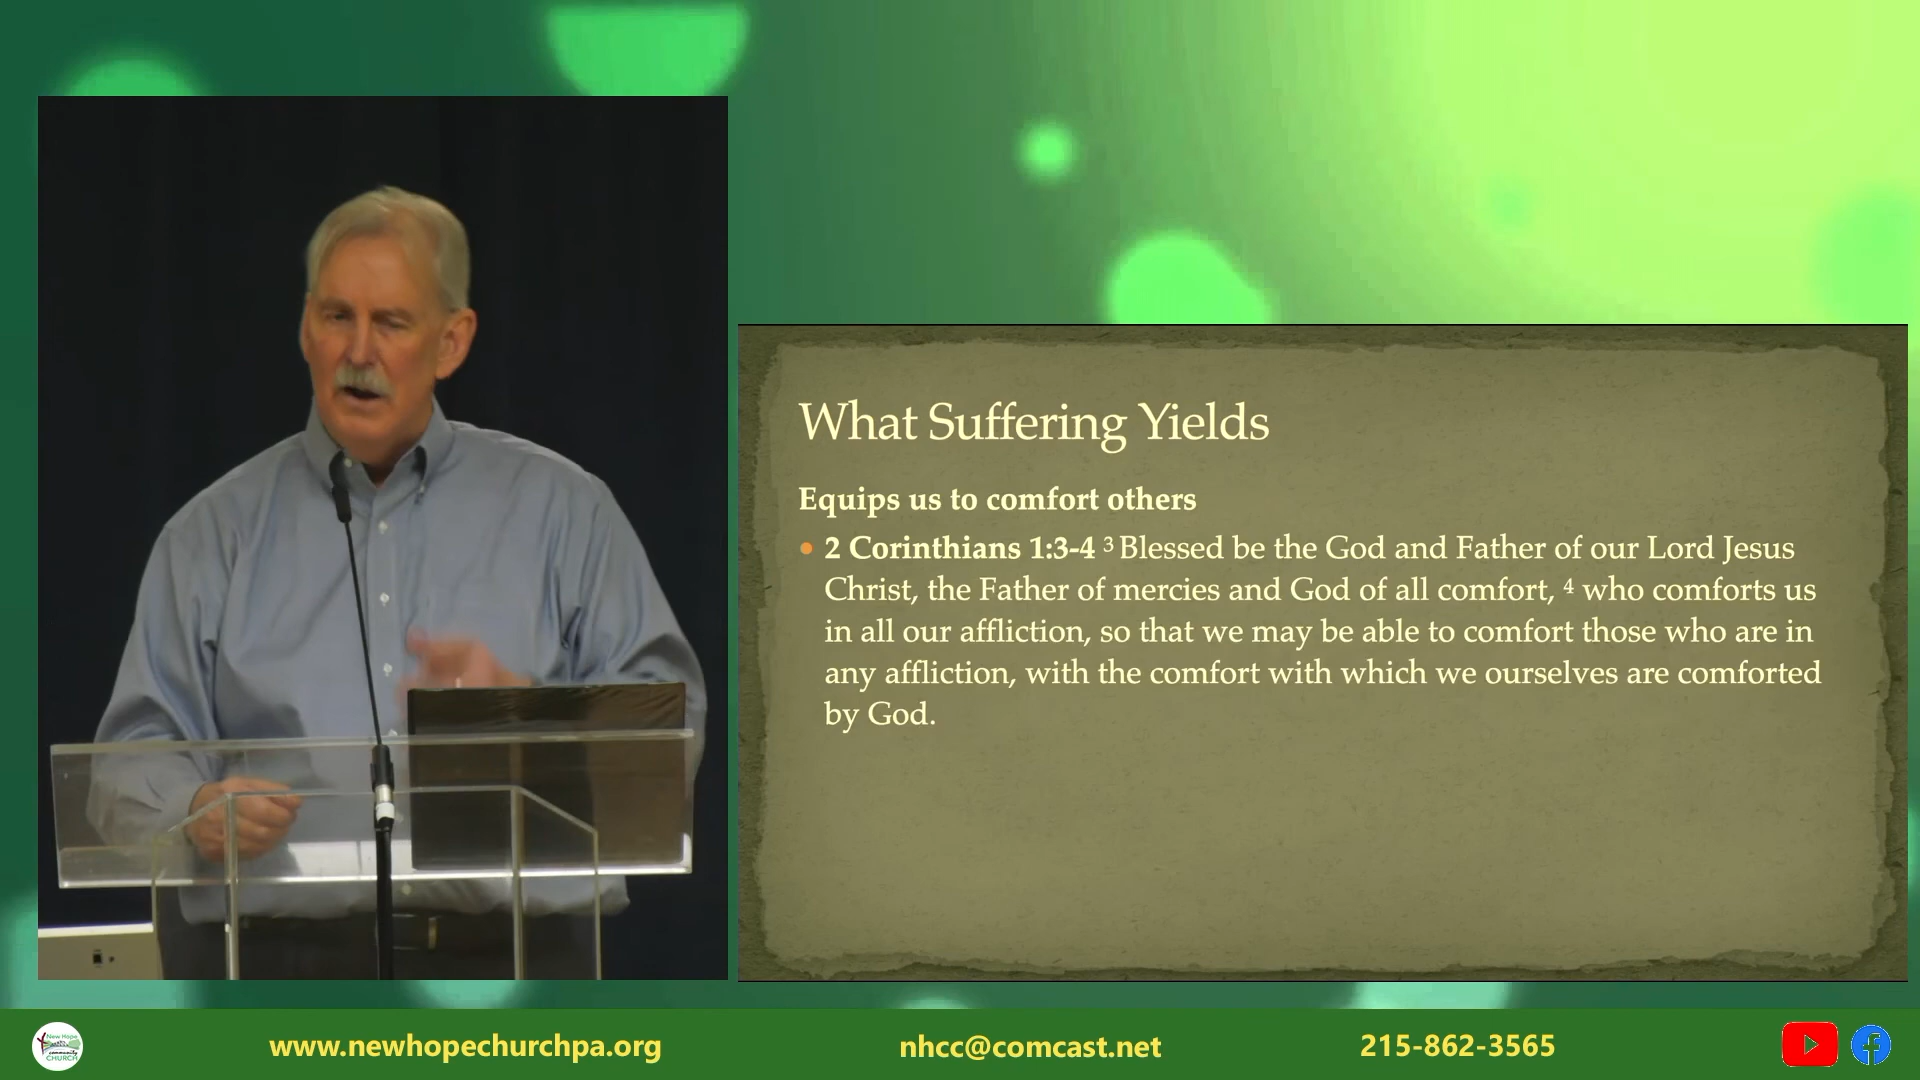 What Suffering Yields
Equips us to comfort others
• 2 Corinthians 1:3-4 ³ Blessed be the God and Father of our Lord Jesus
Christ, the Father of mercies and God of all comfort, ⁴ who comforts us
in all our affliction, so that we may be able to comfort those who are in
any affliction, with the comfort with which we ourselves are comforted
by God.
New Hope
community
CHURCH
www.newhopechurchpa.org
nhcc@comcast.net
215-862-3565